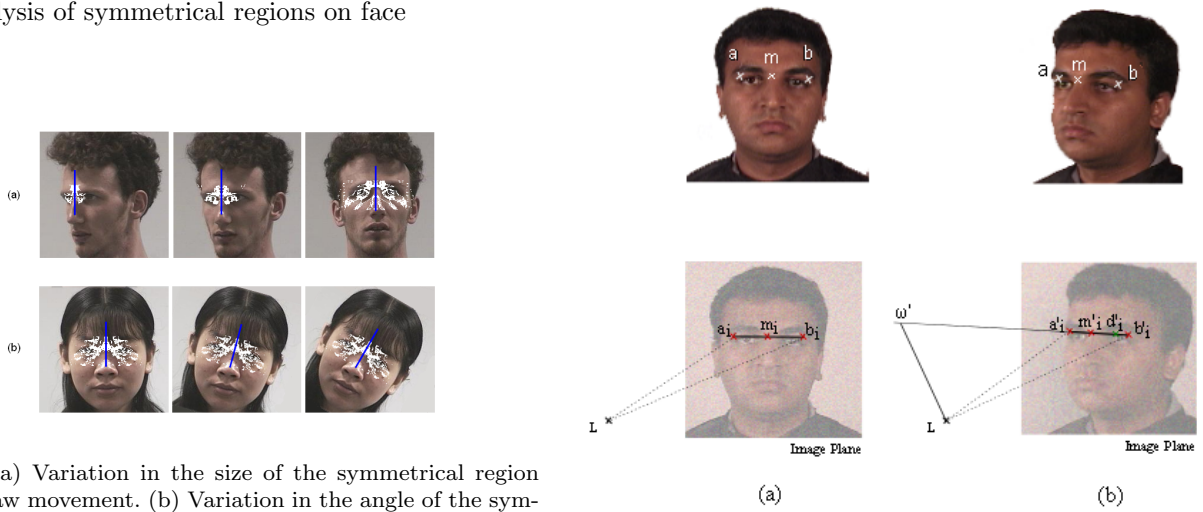 lysis of symmetrical regions on face
(a)
(b)
a) Variation in the size of the symmetrical region
aw movement. (b) Variation in the angle of the sym-
a m b
a m b
ai mi bi
L
Image Plane
(a)
ω'
a'i m'i d'i b'i
L
Image Plane
(b)